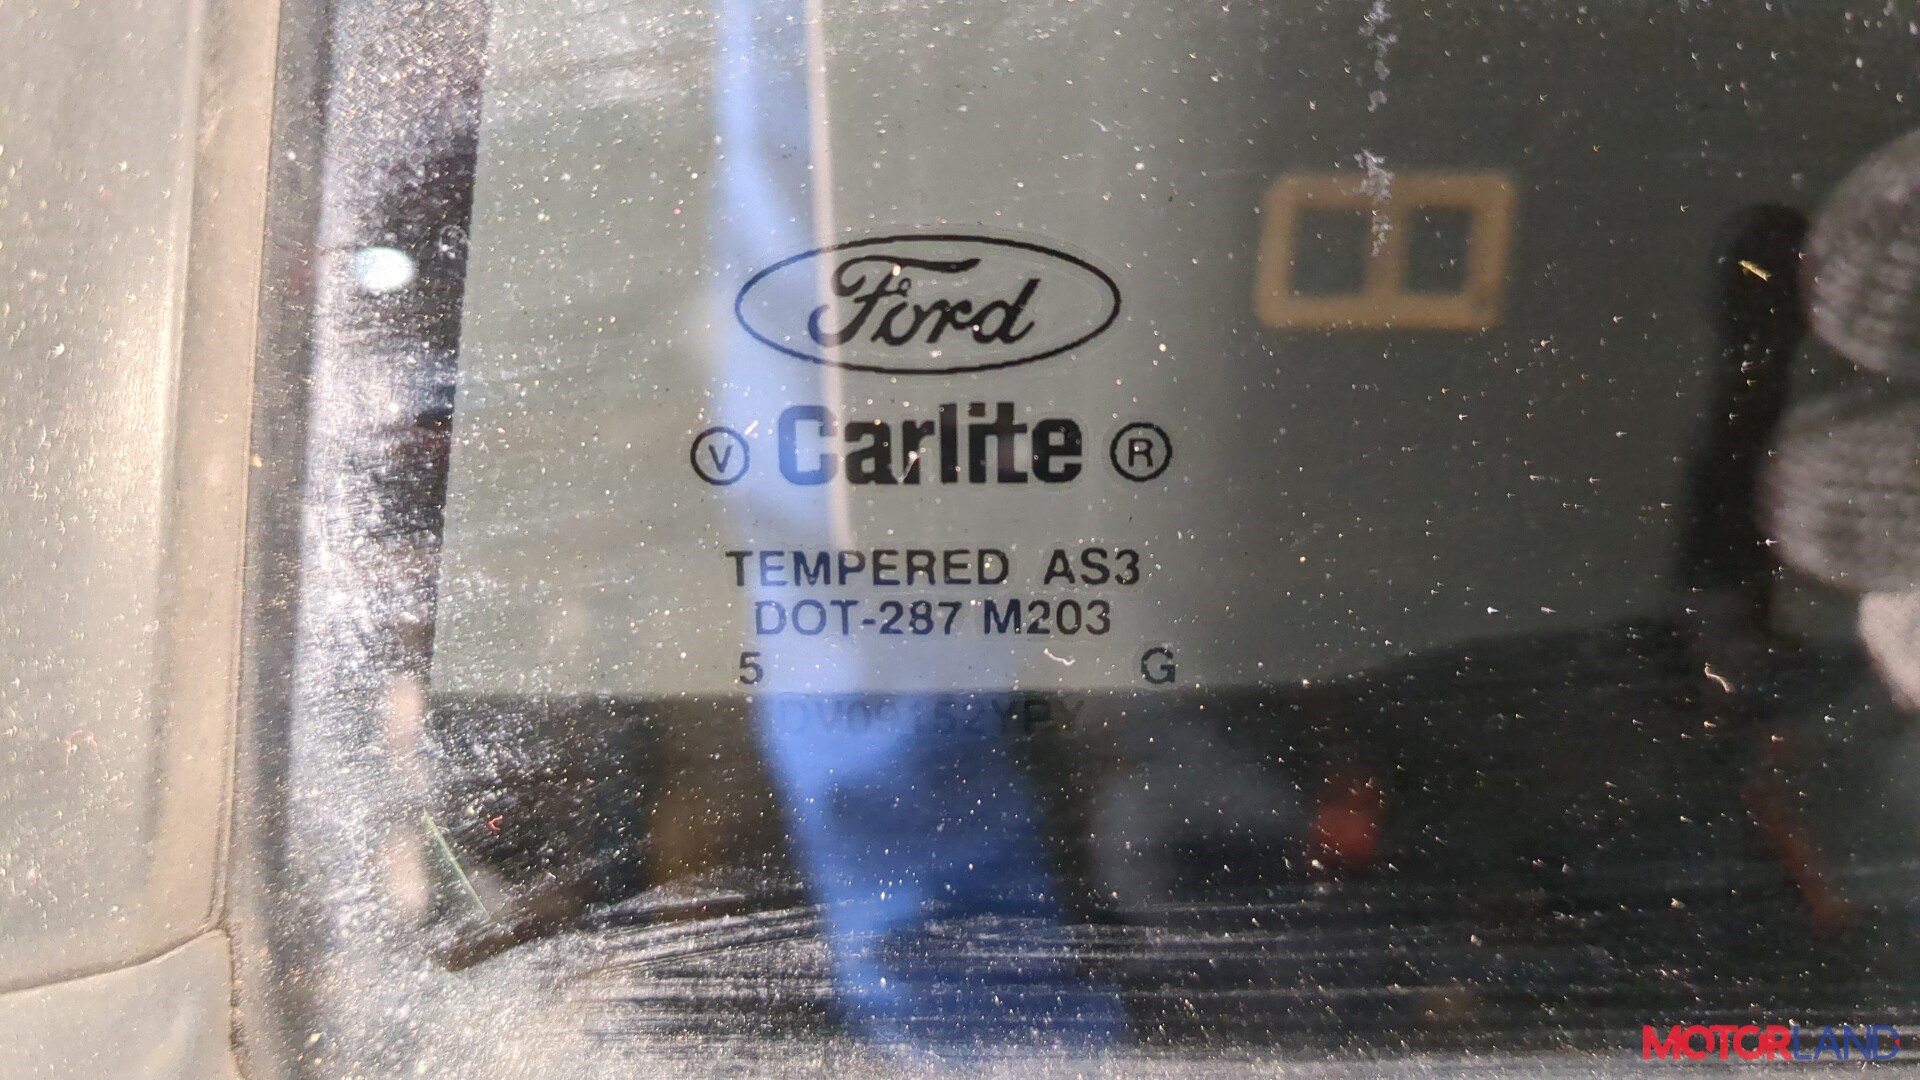 Ford
V Carlite R
TEMPERED AS3
DOT-287 M203
5 G
MOTORLAND